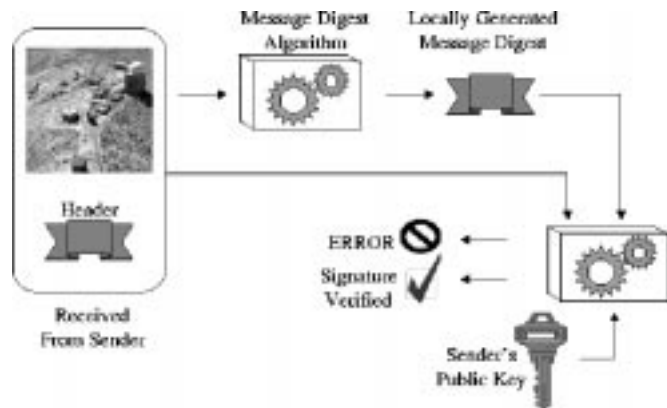 Message Digest
Algorithm
Locally Generated
Message Digest
Header
ERROR
Signature
Verified
Received
From Sender
Sender's
Public Key